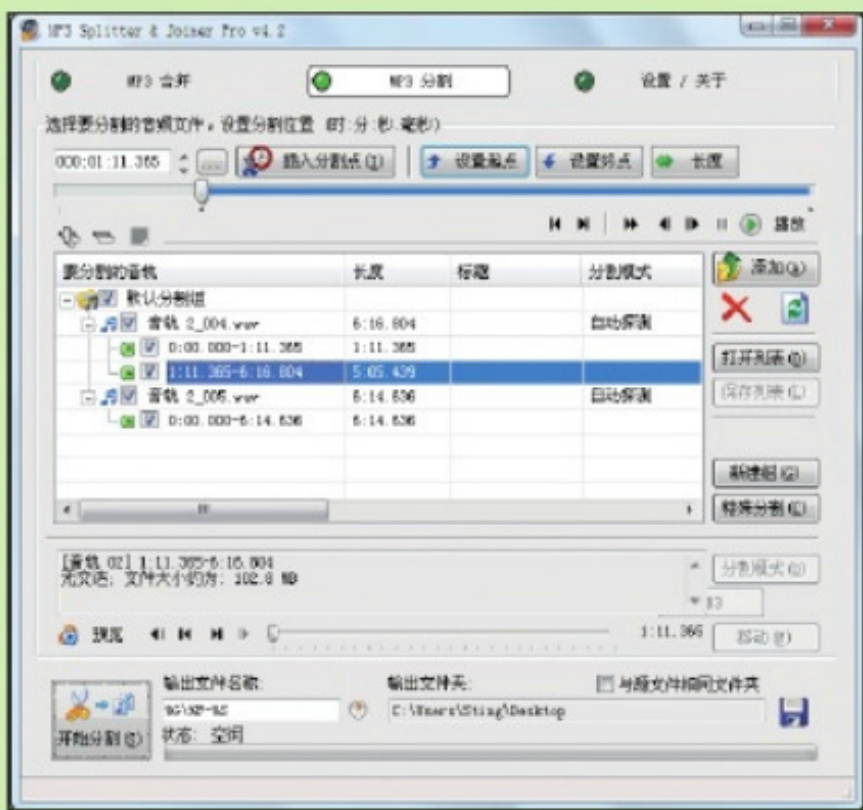 MP3 Splitter & Joiner Pro v4.2
MP3 合并 MP3 分割 设置 / 关于
选择要分割的音频文件，设置分割位置 (时:分:秒.毫秒)
000:01:11.365 ... 插入分割点(I) 设置起点 设置终点 长度
播放
要分割的音轨 长度 标题 分割模式 添加(A)
默认分割组
音轨 2_004.wav 6:16.804 自动探测
0:00.000-1:11.365 1:11.365
1:11.365-6:16.804 5:05.439 打开列表(O)
音轨 2_005.wav 6:14.636 自动探测 保存列表(L)
0:00.000-6:14.636 6:14.636
新建组(G)
特殊分割(E)
[音轨 02] 1:11.365-6:16.804
无交迭; 文件大小约为: 102.8 MB 分割模式
13
预览 1:11.365 移动
输出文件名称: 输出文件夹: 与源文件相同文件夹
C:\Users\Sting\Desktop
开始分割 状态: 空闲